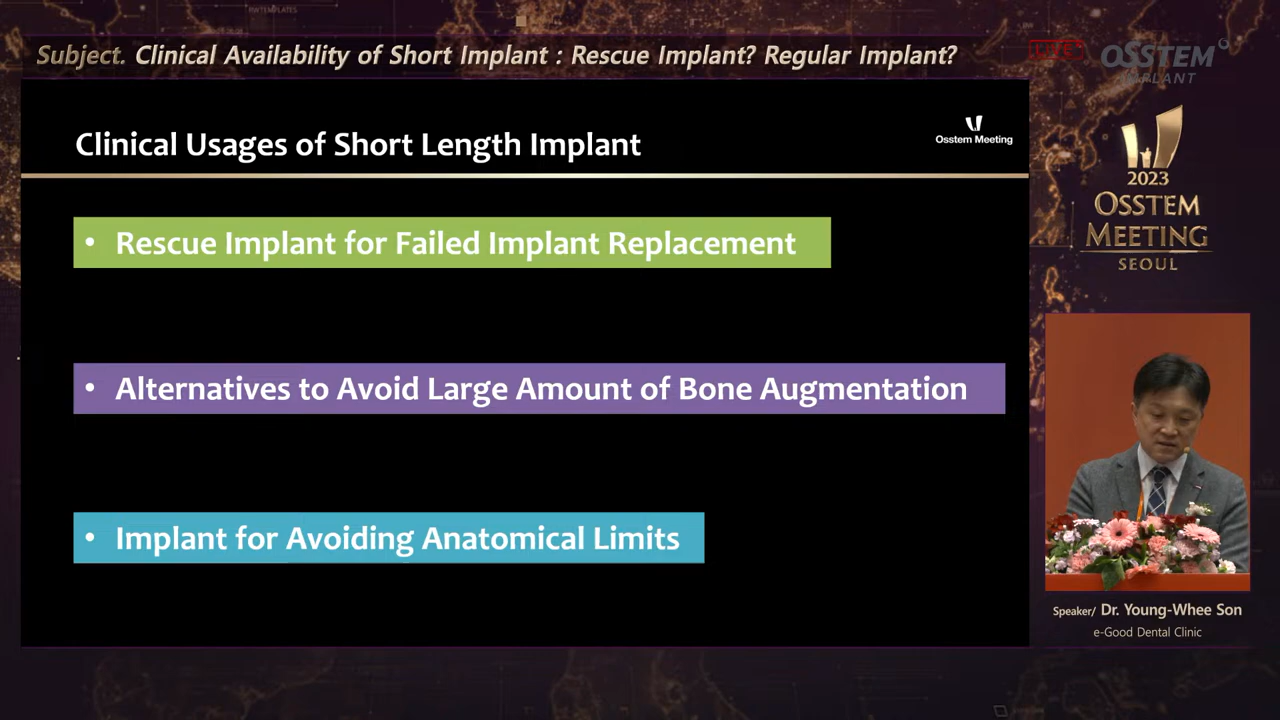 Subject. Clinical Availability of Short Implant : Rescue Implant? Regular Implant?
LIVE
OSSTEM
IMPLANT
Clinical Usages of Short Length Implant
Osstem Meeting
• Rescue Implant for Failed Implant Replacement
• Alternatives to Avoid Large Amount of Bone Augmentation
• Implant for Avoiding Anatomical Limits
2023
OSSTEM
MEETING
SEOUL
Speaker/ Dr. Young-Whee Son
e-Good Dental Clinic